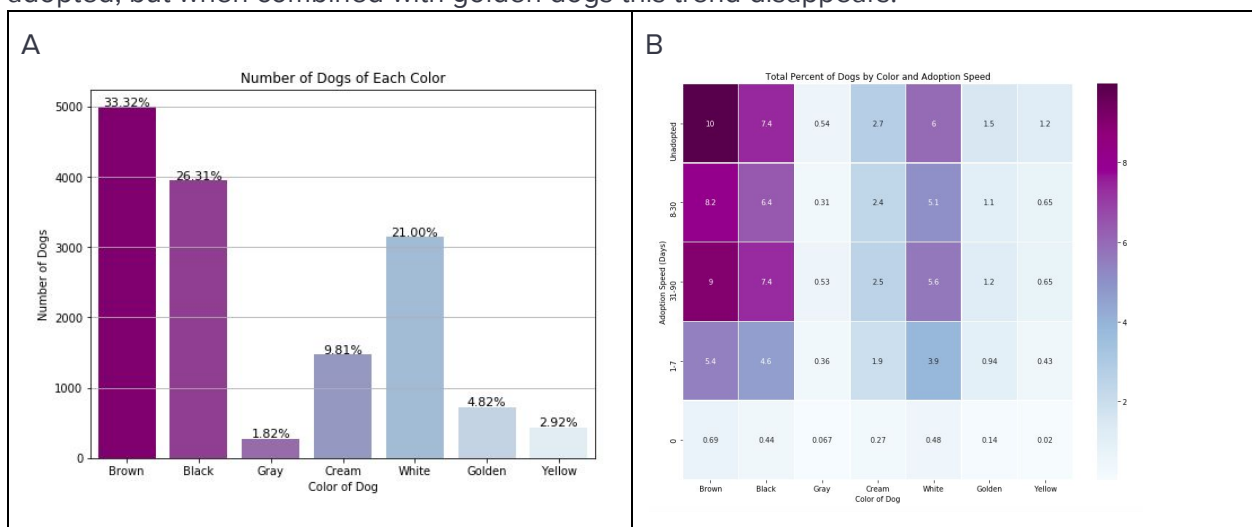 adopted, but when combined with golden dogs this trend disappears.
A
Number of Dogs of Each Color
Number of Dogs
5000
4000
3000
2000
1000
0
33.32%
26.31%
1.82%
9.81%
21.00%
4.82%
2.92%
Brown Black Gray Cream White Golden Yellow
Color of Dog
B
Total Percent of Dogs by Color and Adoption Speed
Adoption Speed (Days)
Unadopted
10 7.4 0.54 2.7 6 1.5 1.2
8-30
8.2 6.4 0.31 2.4 5.1 1.1 0.65
31-90
9 7.4 0.53 2.5 5.6 1.2 0.65
1-7
5.4 4.6 0.36 1.9 3.9 0.94 0.43
0
0.69 0.44 0.067 0.27 0.48 0.14 0.02
Brown Black Gray Cream White Golden Yellow
Color of Dog
8
6
4
2